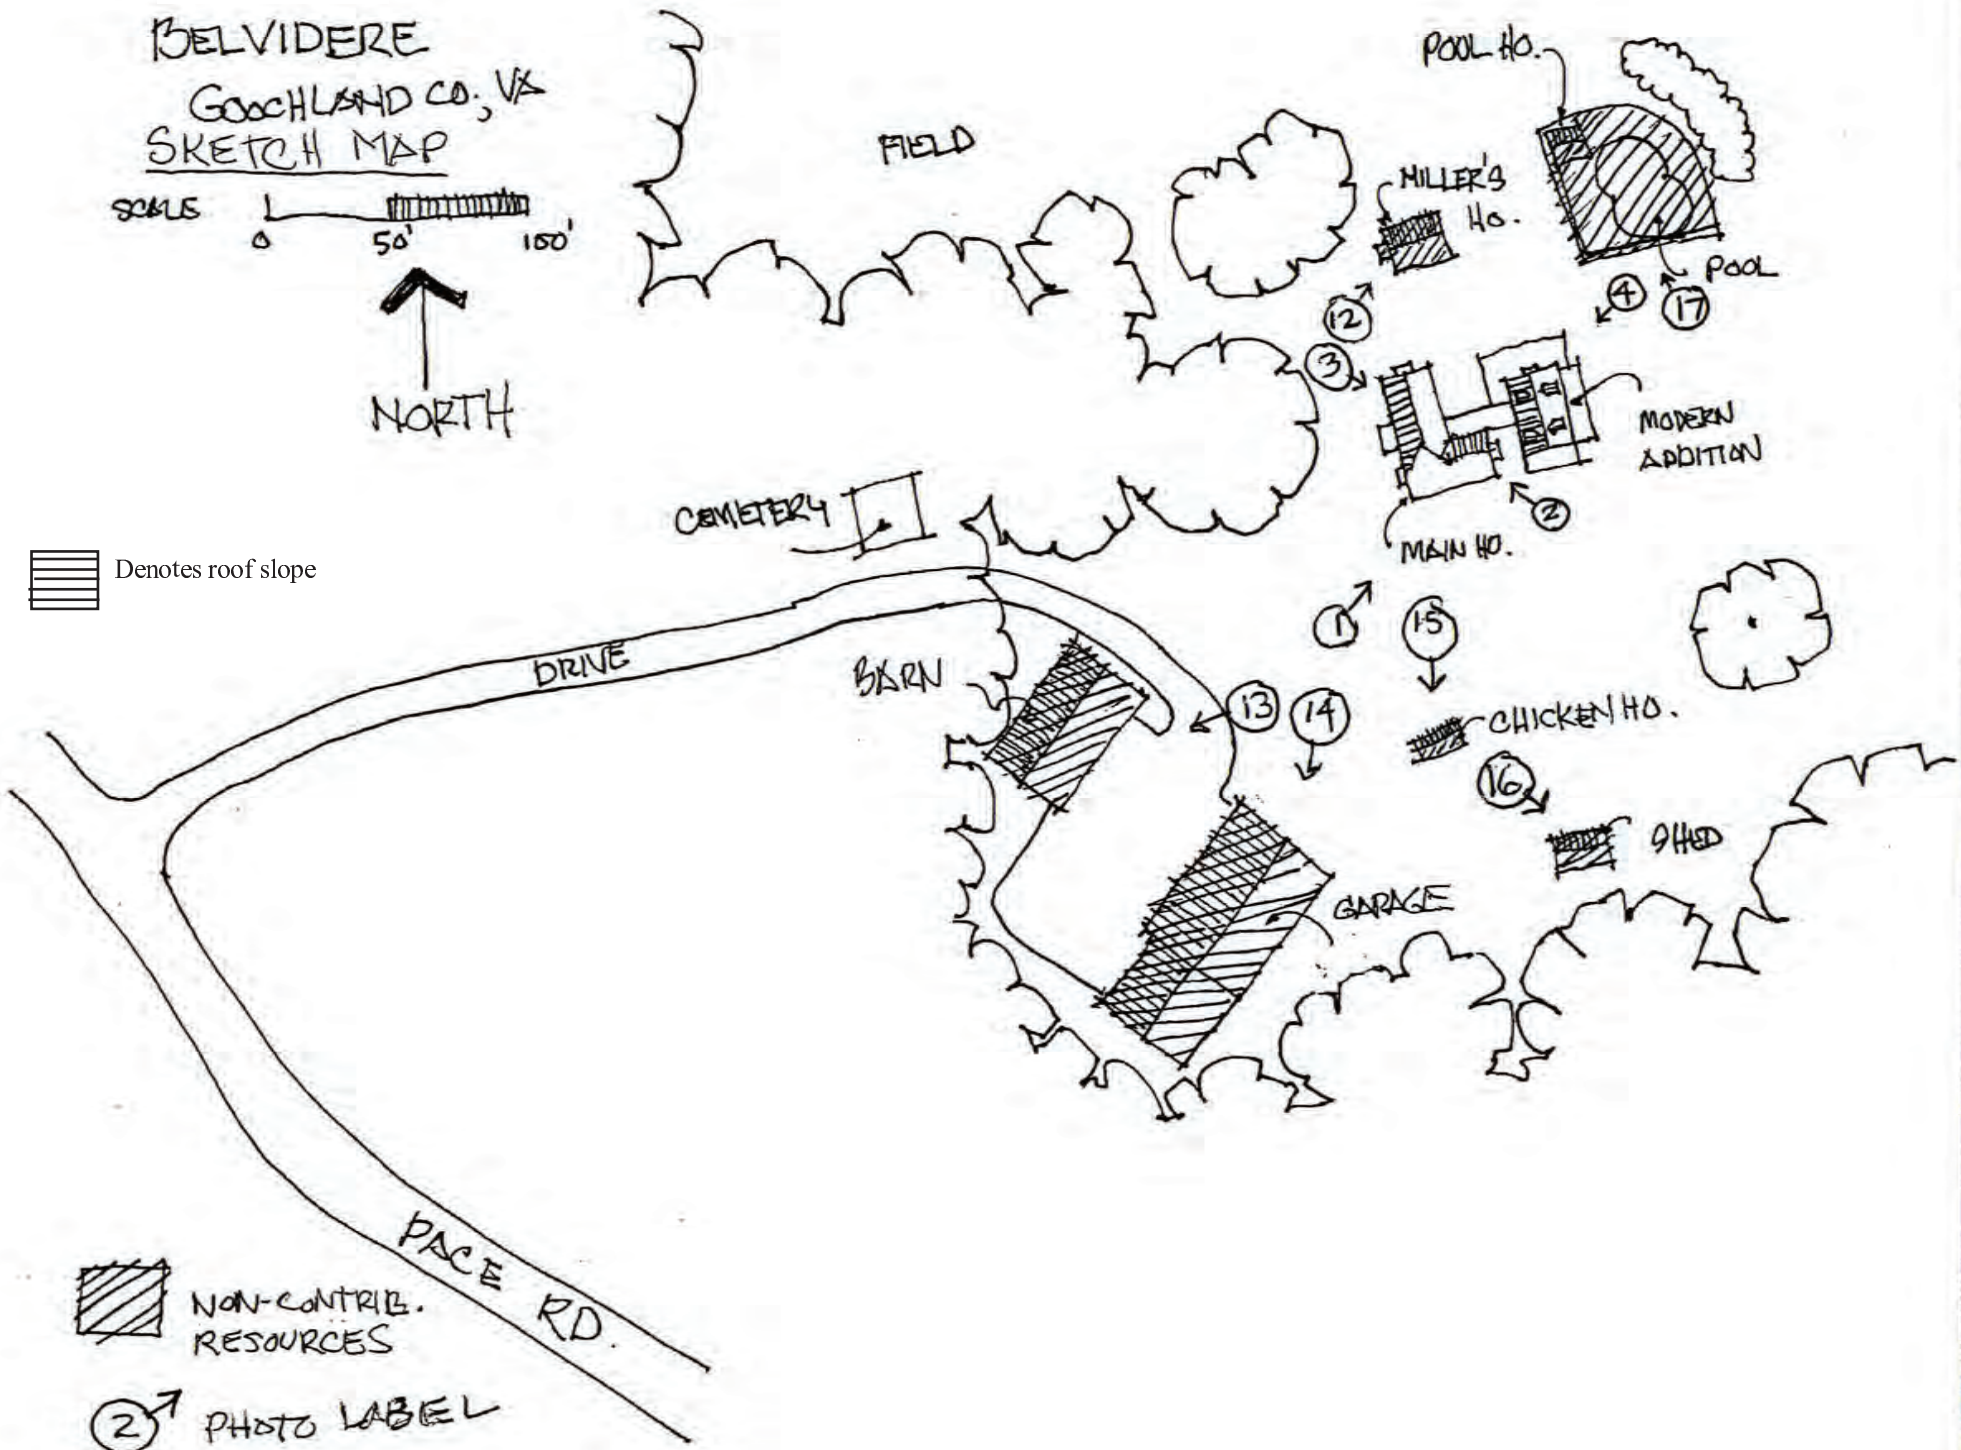 BELVIDERE
GOOCHLAND CO., VA
SKETCH MAP
SCALE
0 50' 100'
NORTH
FIELD
POOL HO.
MILLER'S
HO.
POOL
4
17
12
3
MODERN
ADDITION
2
MAIN HO.
CEMETERY
Denotes roof slope
1
15
DRIVE
BARN
13
14
CHICKEN HO.
16
SHED
GARAGE
PACE RD.
NON-CONTRIB.
RESOURCES
2 PHOTO LABEL